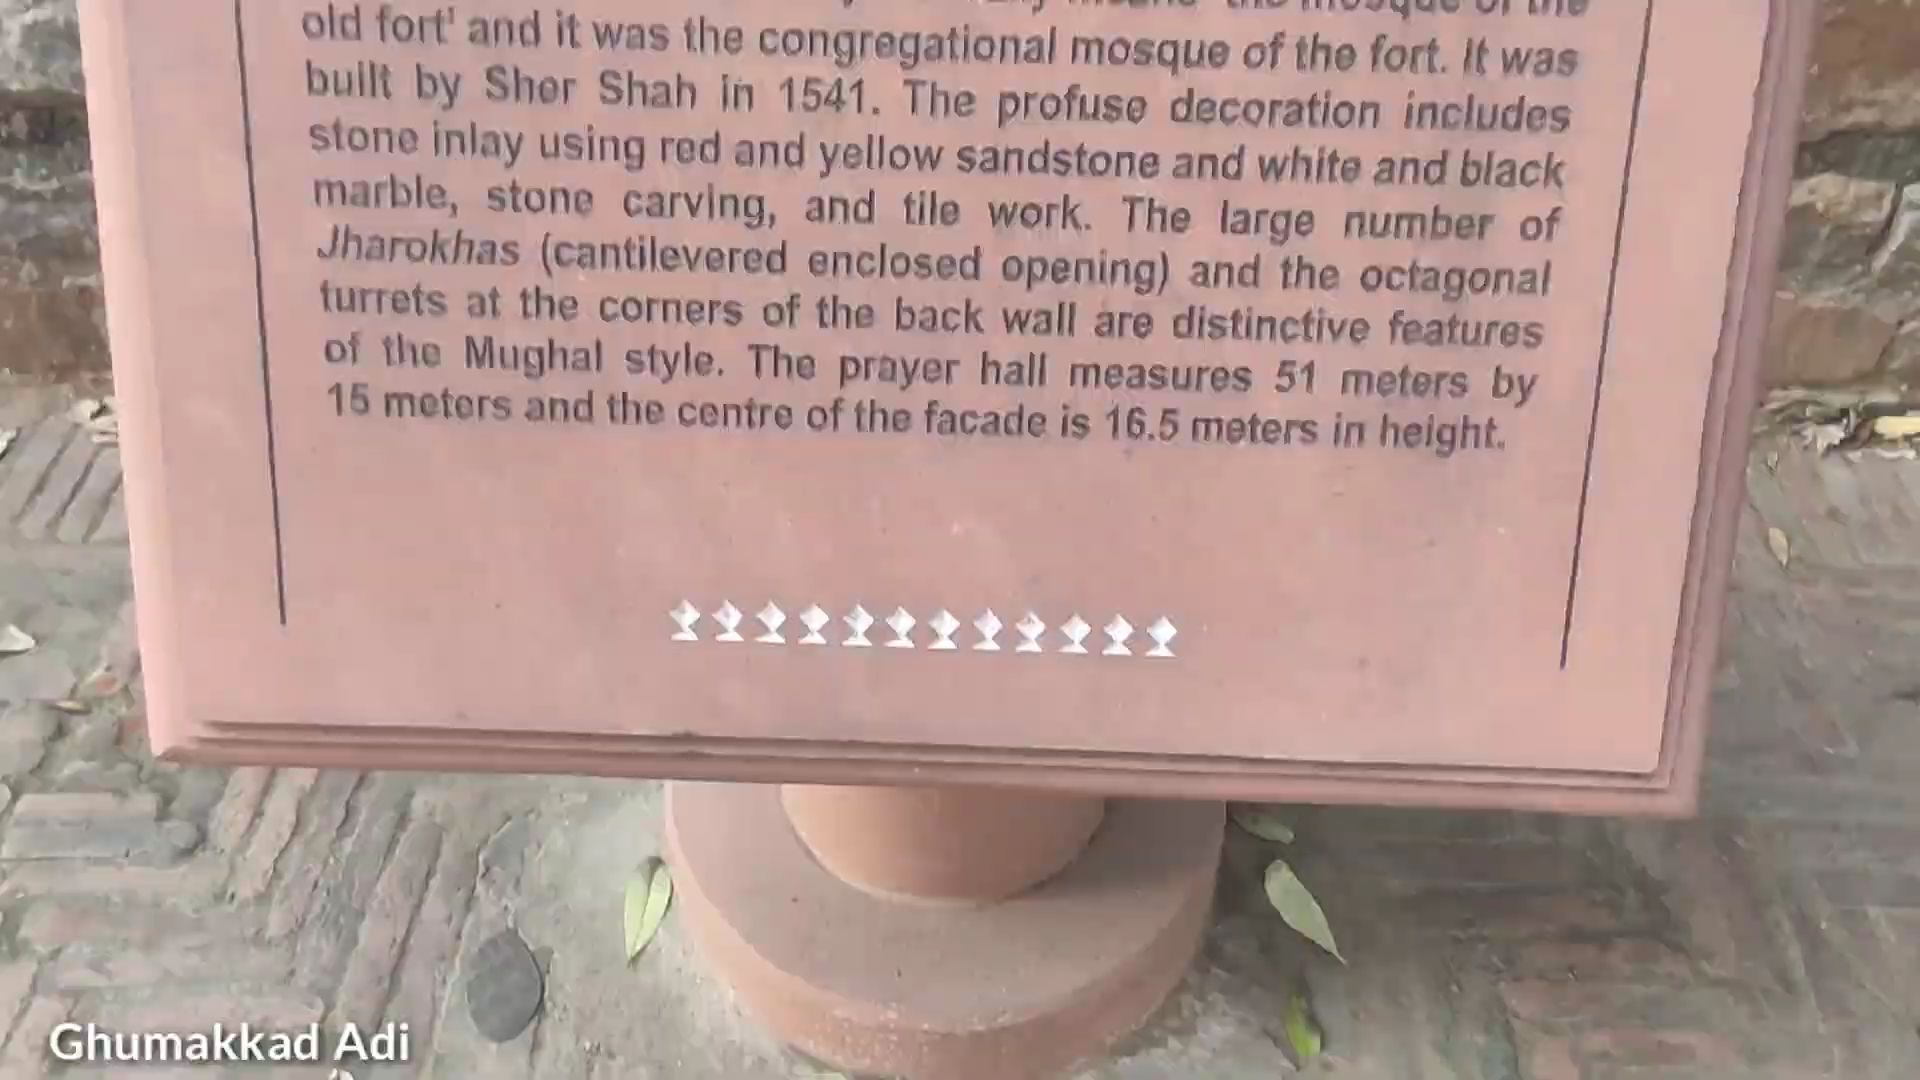 the mosque of the
old fort' and it was the congregational mosque of the fort. It was
built by Sher Shah in 1541. The profuse decoration includes
stone inlay using red and yellow sandstone and white and black
marble, stone carving, and tile work. The large number of
Jharokhas (cantilevered enclosed opening) and the octagonal
turrets at the corners of the back wall are distinctive features
of the Mughal style. The prayer hall measures 51 meters by
15 meters and the centre of the facade is 16.5 meters in height.
Ghumakkad Adi